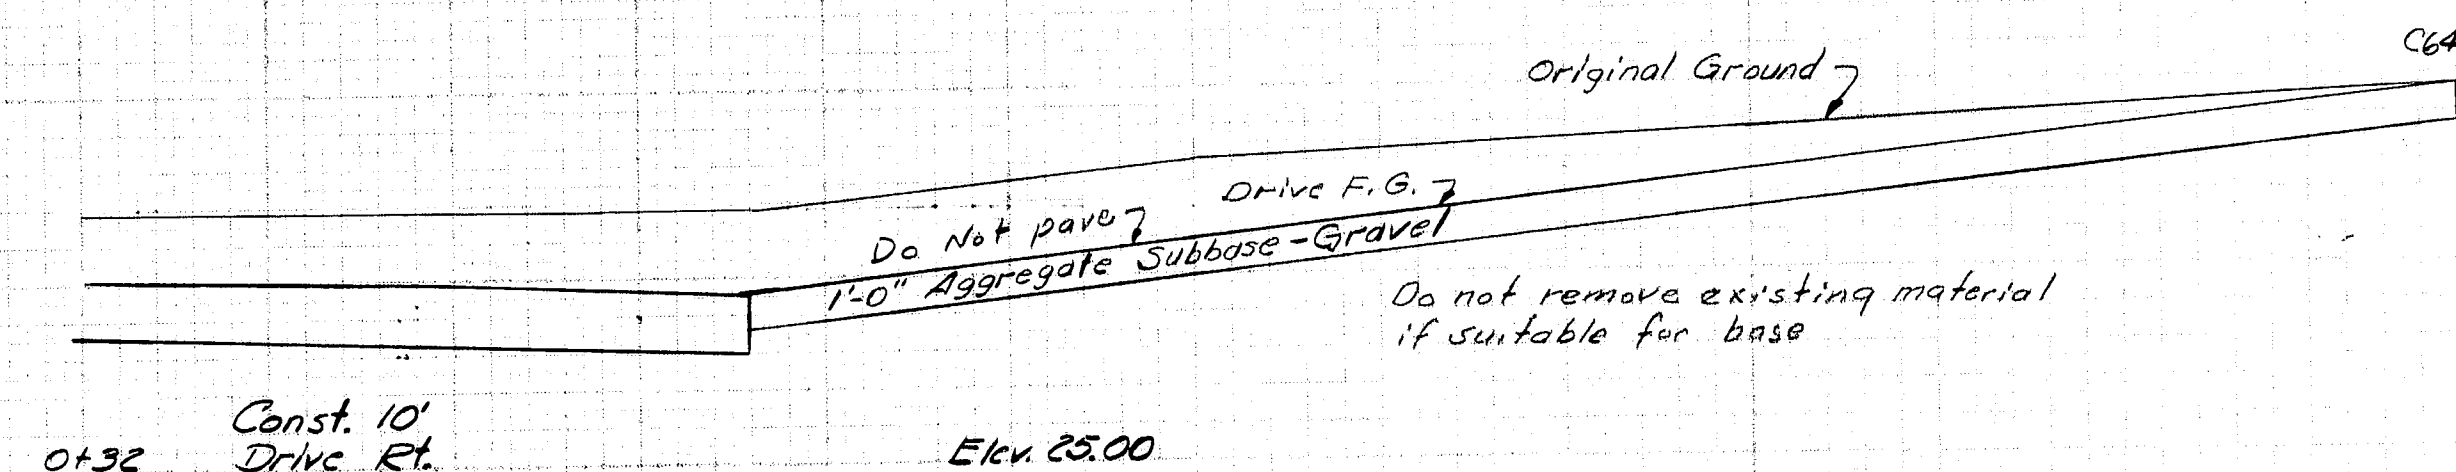 C64
Original Ground
Drive F.G.
Do Not pave
1'-0" Aggregate Subbase-Gravel
Do not remove existing material
if suitable for base
Const. 10'
0+32 Drive Rt.
Elev. 25.00